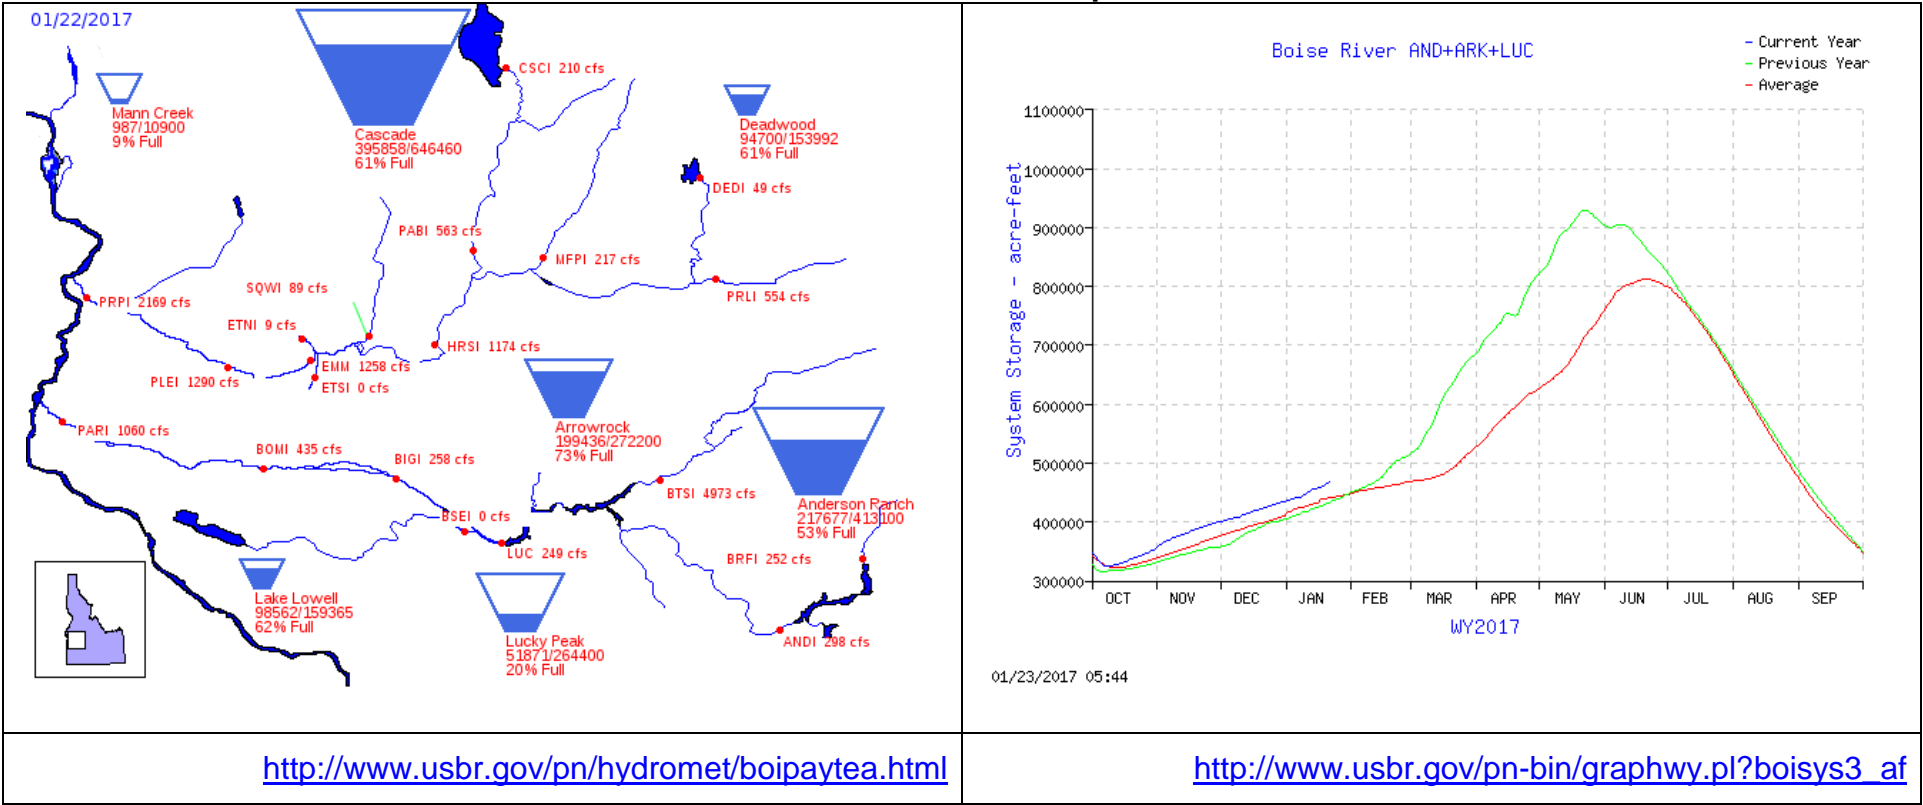 01/22/2017
CSCI 210 cfs
Mann Creek
987/10900
9% Full
Cascade
395858/646460
61% Full
Deadwood
94700/153992
61% Full
DEDI 49 cfs
PABI 563 cfs
MFPI 217 cfs
SQWI 89 cfs
PRPI 2169 cfs
PRLI 554 cfs
ETNI 9 cfs
HRSI 1174 cfs
EMM 1258 cfs
PLEI 1290 cfs
ETSI 0 cfs
Arrowrock
199436/272200
73% Full
PARI 1060 cfs
BOMI 435 cfs
BIGI 258 cfs
BTSI 4973 cfs
Anderson Ranch
217677/413100
53% Full
BSEI 0 cfs
LUC 249 cfs
BRFI 252 cfs
Lake Lowell
98562/159365
62% Full
Lucky Peak
51871/264400
20% Full
ANDI 298 cfs
http://www.usbr.gov/pn/hydromet/boipaytea.html
Boise River AND+ARK+LUC
Current Year
Previous Year
Average
System Storage - acre-feet
1100000
1000000
900000
800000
700000
600000
500000
400000
300000
OCT NOV DEC JAN FEB MAR APR MAY JUN JUL AUG SEP
WY2017
01/23/2017 05:44
http://www.usbr.gov/pn-bin/graphwy.pl?boisys3_af